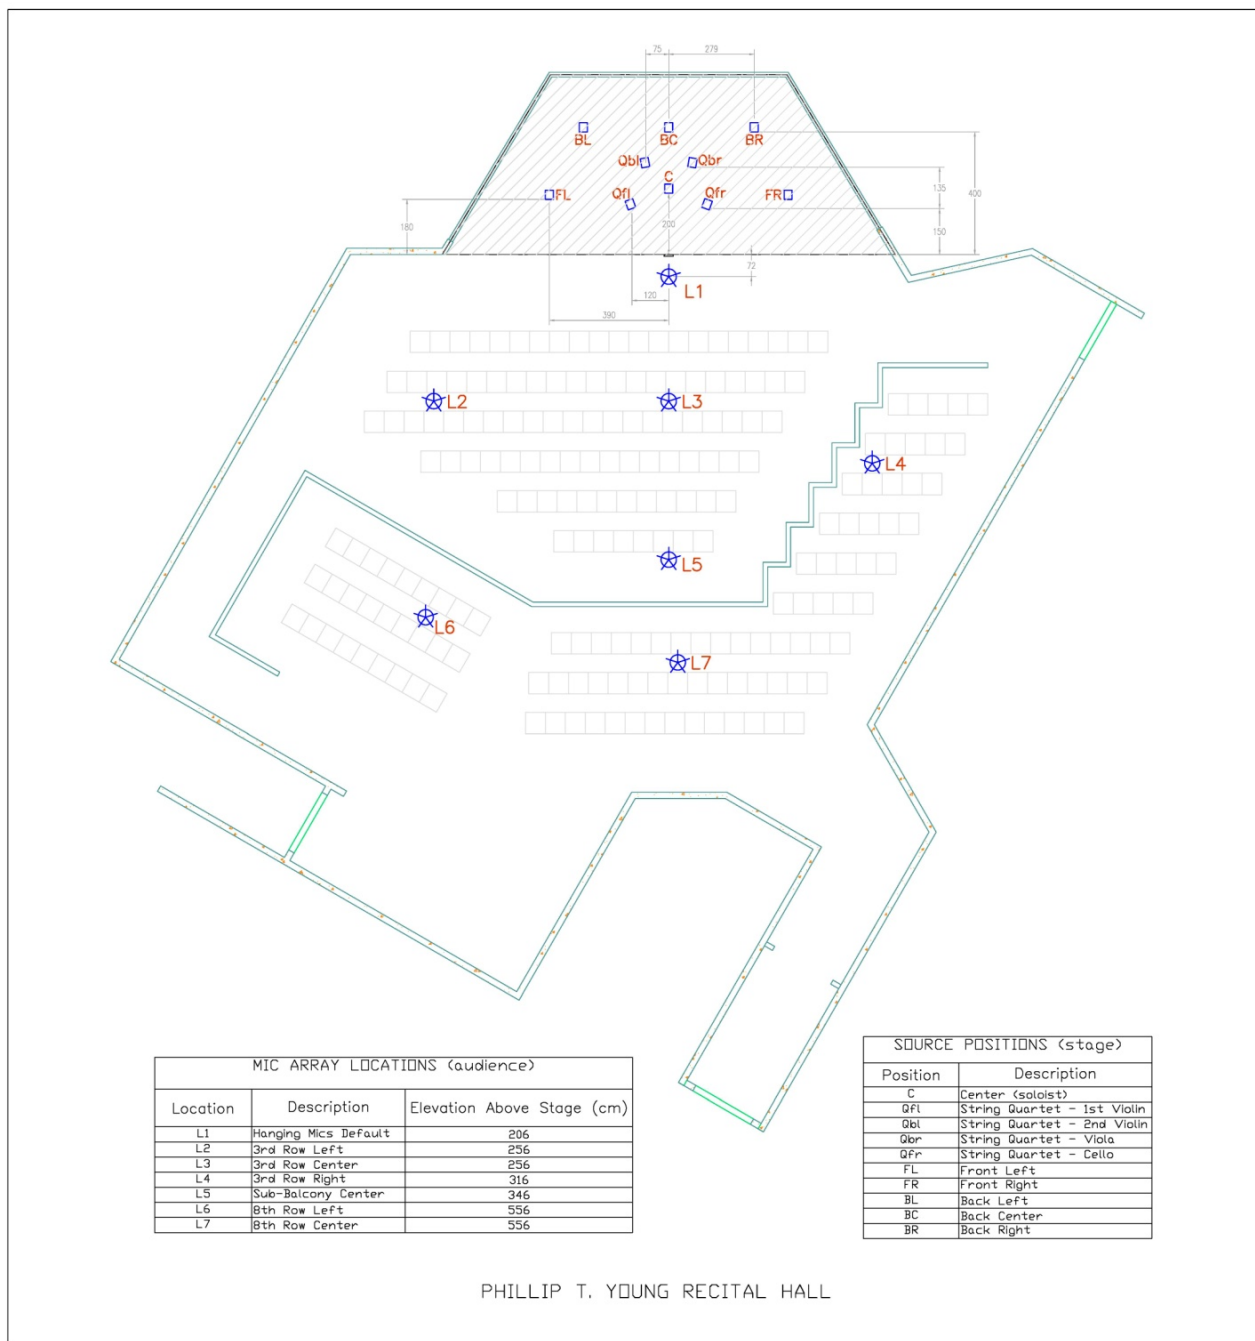 75 279
BL BC BR
Qbl Qbr
C
FL Qfl Qfr FR
135 400
180 200 150
72
L1
120
390
L2 L3
L4
L5
L6
L7
MIC ARRAY LOCATIONS (audience)
Location Description Elevation Above Stage (cm)
L1 Hanging Mics Default 206
L2 3rd Row Left 256
L3 3rd Row Center 256
L4 3rd Row Right 316
L5 Sub-Balcony Center 346
L6 8th Row Left 556
L7 8th Row Center 556
SOURCE POSITIONS (stage)
Position Description
C Center (soloist)
Qfl String Quartet - 1st Violin
Qbl String Quartet - 2nd Violin
Qbr String Quartet - Viola
Qfr String Quartet - Cello
FL Front Left
FR Front Right
BL Back Left
BC Back Center
BR Back Right
PHILLIP T. YOUNG RECITAL HALL